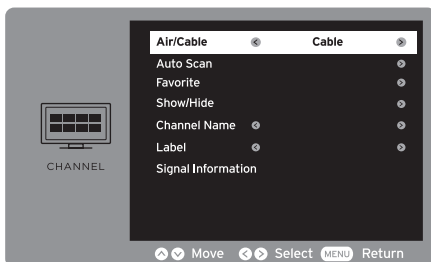 Air/Cable Cable
Auto Scan
Favorite
Show/Hide
Channel Name
Label
Signal Information
CHANNEL
Move Select MENU Return